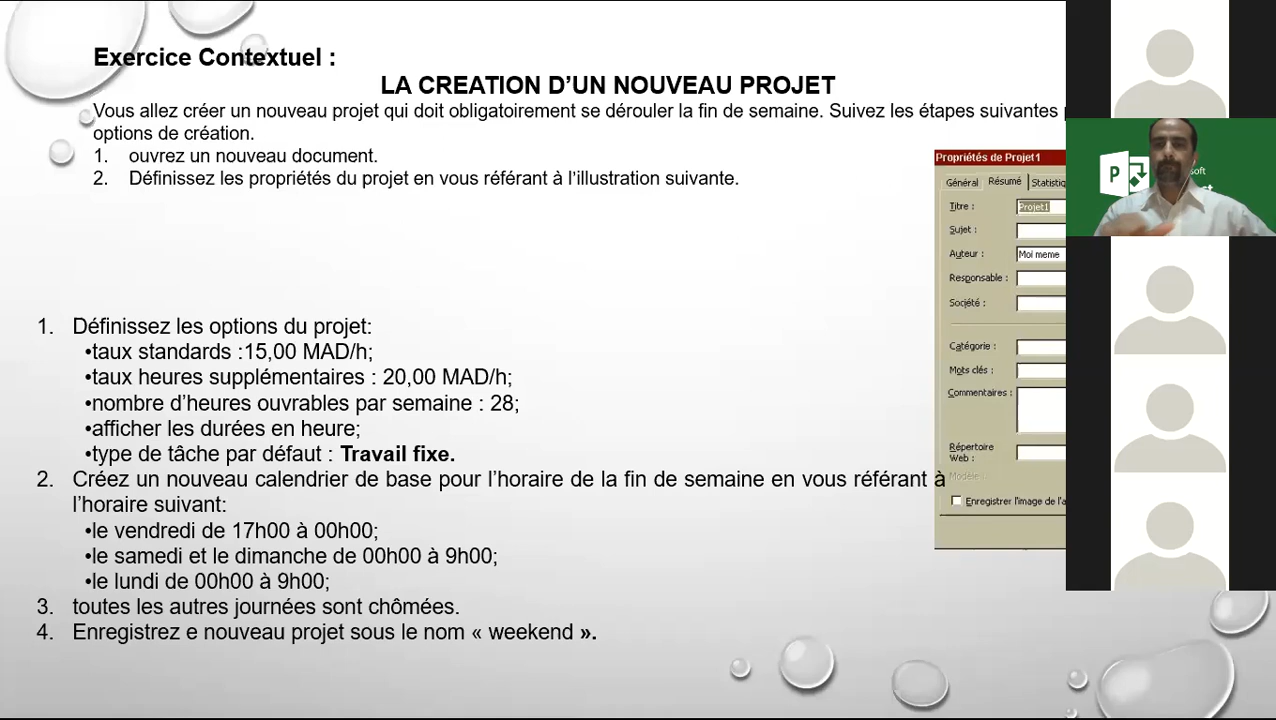 Exercice Contextuel :
LA CREATION D’UN NOUVEAU PROJET
Vous allez créer un nouveau projet qui doit obligatoirement se dérouler la fin de semaine. Suivez les étapes suivantes
options de création.
1. ouvrez un nouveau document.
2. Définissez les propriétés du projet en vous référant à l’illustration suivante.
1. Définissez les options du projet:
•taux standards :15,00 MAD/h;
•taux heures supplémentaires : 20,00 MAD/h;
•nombre d’heures ouvrables par semaine : 28;
•afficher les durées en heure;
•type de tâche par défaut : Travail fixe.
2. Créez un nouveau calendrier de base pour l’horaire de la fin de semaine en vous référant à
l’horaire suivant:
•le vendredi de 17h00 à 00h00;
•le samedi et le dimanche de 00h00 à 9h00;
•le lundi de 00h00 à 9h00;
3. toutes les autres journées sont chômées.
4. Enregistrez e nouveau projet sous le nom « weekend ».
Propriétés de Projet1
Général Résumé Statistiq
Titre : Projet1
Sujet :
Auteur : Moi meme
Responsable :
Société :
Catégorie :
Mots clés :
Commentaires :
Répertoire
Web :
Modèle :
Enregistrer l'image de l'a
P
soft